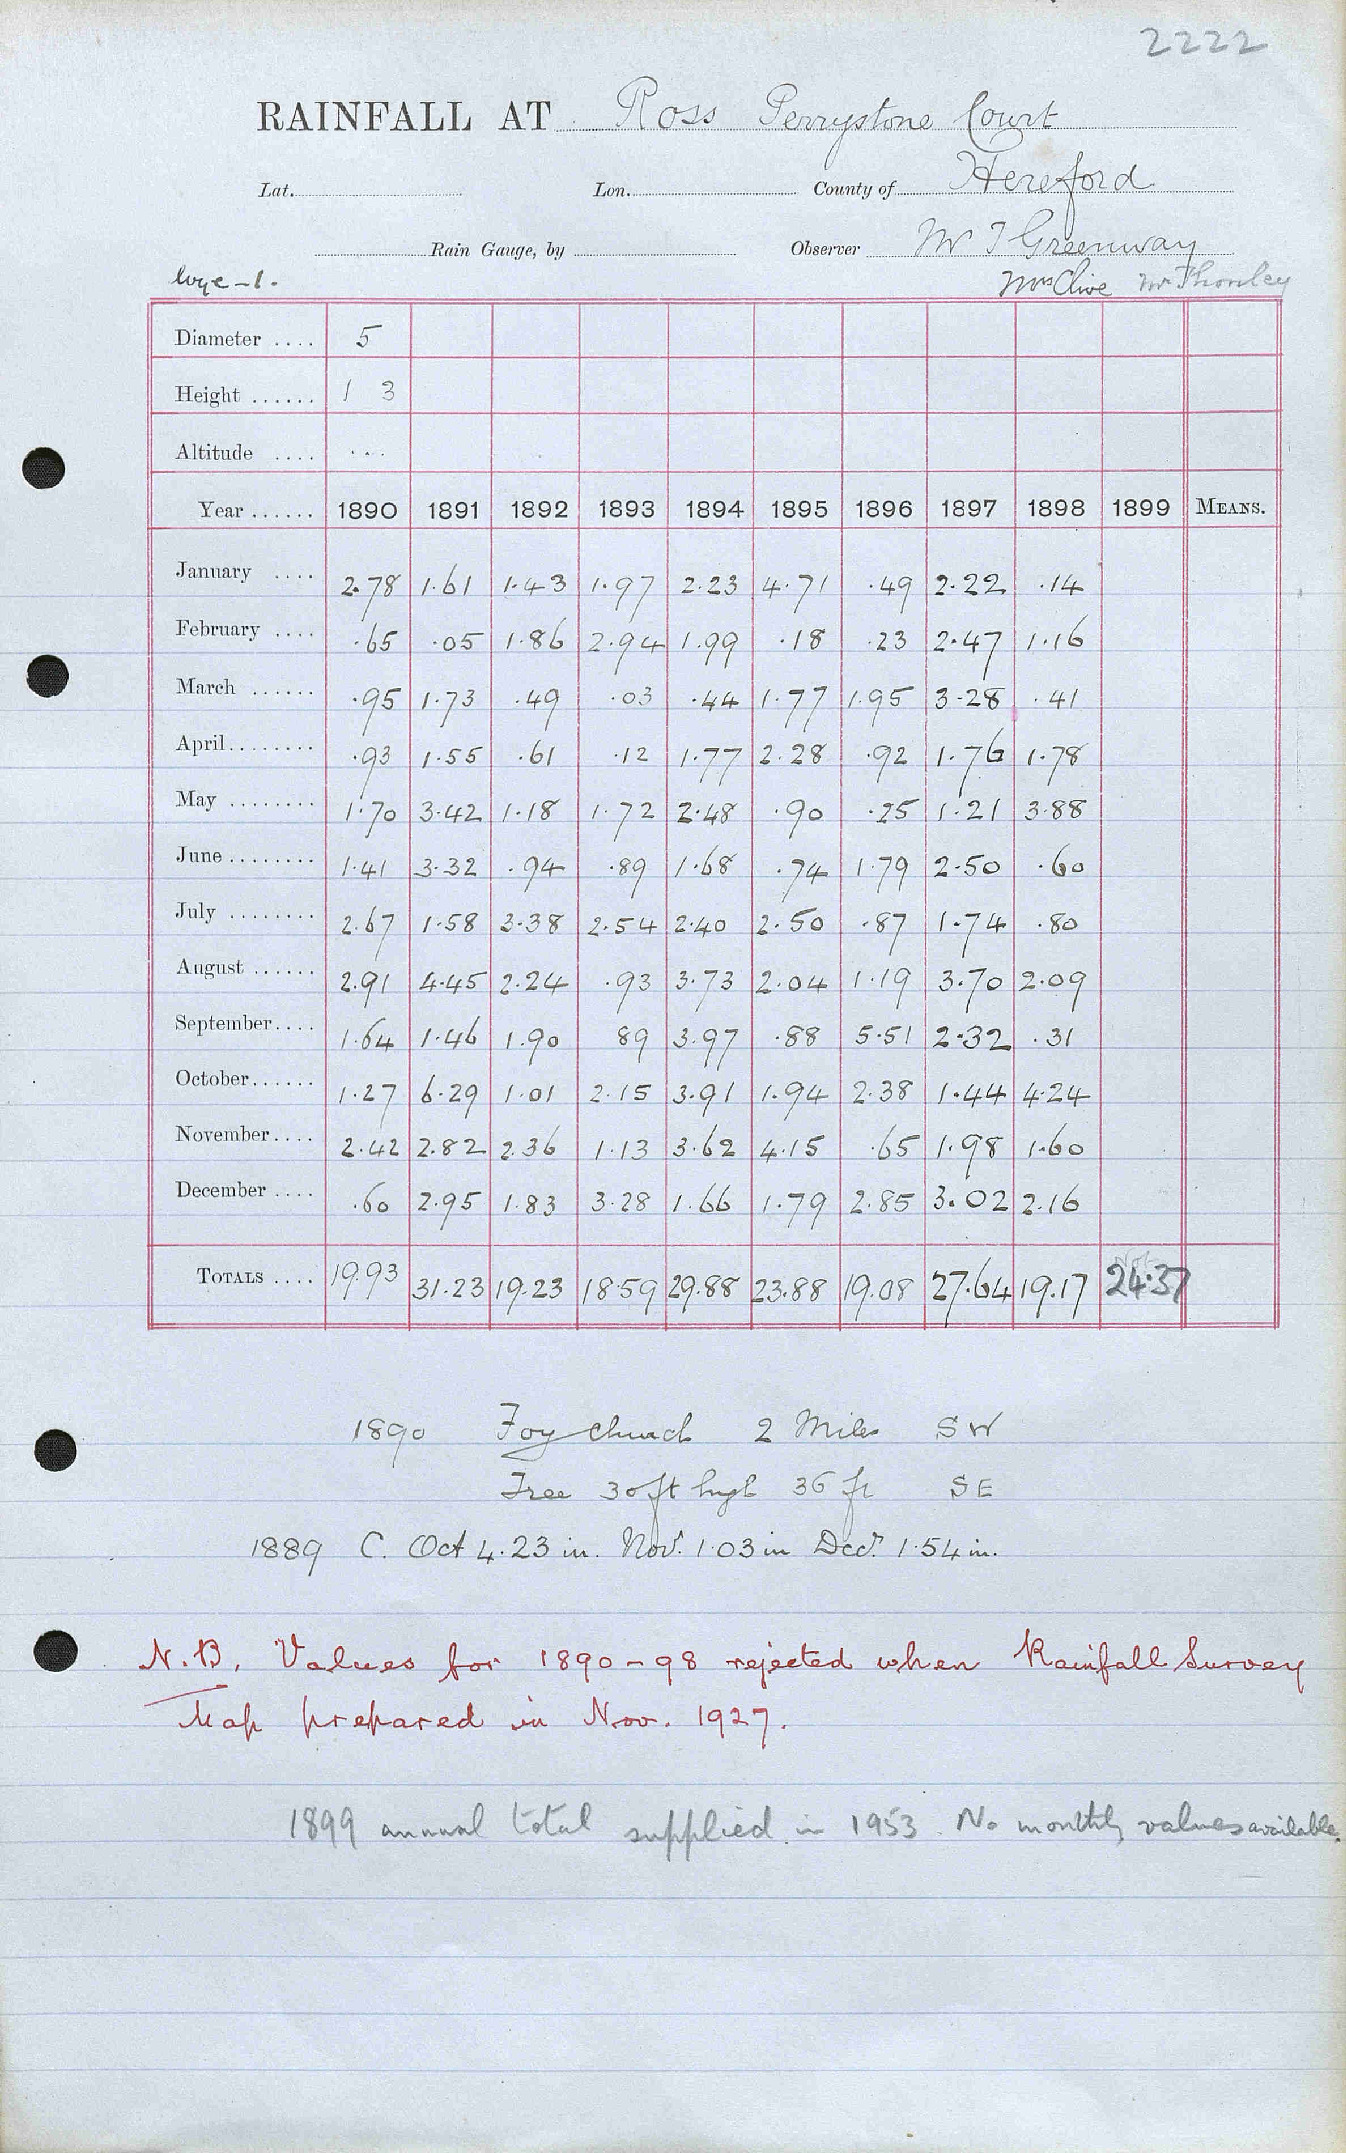 2222
RAINFALL AT Ross Perrystone Court
Lat. Lon. County of Hereford
Rain Gauge, by Observer Mr J Greenway
Wye-1. Mrs Clive Mr Thornley
Diameter .... 5
Height ...... 1 3
Altitude .... ...
Year ...... 1890 1891 1892 1893 1894 1895 1896 1897 1898 1899 MEANS.
January .... 2.78 1.61 1.43 1.97 2.23 4.71 .49 2.22 .14
February .... .65 .05 1.86 2.94 1.99 .18 .23 2.47 1.16
March ...... .95 1.73 .49 .03 .44 1.77 1.95 3.28 .41
April........ .93 1.55 .61 .12 1.77 2.28 .92 1.76 1.78
May ........ 1.70 3.42 1.18 1.72 2.48 .90 .25 1.21 3.88
June ........ 1.41 3.32 .94 .89 1.68 .74 1.79 2.50 .60
July ........ 2.67 1.58 3.38 2.54 2.40 2.50 .87 1.74 .80
August ...... 2.91 4.45 2.24 .93 3.73 2.04 1.19 3.70 2.09
September.... 1.64 1.46 1.90 89 3.97 .88 5.51 2.32 .31
October...... 1.27 6.29 1.01 2.15 3.91 1.94 2.38 1.44 4.24
November.... 2.42 2.82 2.36 1.13 3.62 4.15 .65 1.98 1.60
December .... .60 2.95 1.83 3.28 1.66 1.79 2.85 3.02 2.16
TOTALS .... 19.93 31.23 19.23 18.59 29.88 23.88 19.08 27.64 19.17 24.37
1890 Foy church 2 Miles SW
Tree 30ft high 36 ft SE
1889 C. Oct 4.23 in. Nov. 1.03 in Decr. 1.54 in.
N.B. Values for 1890-98 rejected when Rainfall Survey
Map prepared in Nov. 1927.
1899 annual total supplied in 1953. No monthly values available.